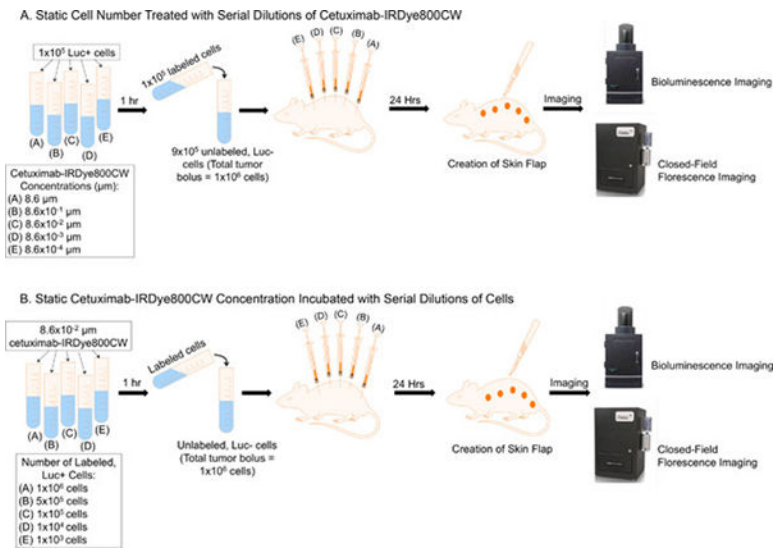 A. Static Cell Number Treated with Serial Dilutions of Cetuximab-IRDye800CW
1x10⁵ Luc+ cells
(A)
(B)
(C)
(D)
(E)
1 hr
1x10⁵ labeled cells
9x10⁵ unlabeled, Luc-
cells (Total tumor
bolus = 1x10⁶ cells)
(E)
(D)
(C)
(B)
(A)
24 Hrs
Creation of Skin Flap
Imaging
Bioluminescence Imaging
Closed-Field
Florescence Imaging
Cetuximab-IRDye800CW
Concentrations (µm):
(A) 8.6 µm
(B) 8.6x10⁻¹ µm
(C) 8.6x10⁻² µm
(D) 8.6x10⁻³ µm
(E) 8.6x10⁻⁴ µm
B. Static Cetuximab-IRDye800CW Concentration Incubated with Serial Dilutions of Cells
8.6x10⁻² µm
cetuximab-IRDye800CW
(A)
(B)
(C)
(D)
(E)
1 hr
Labeled cells
Unlabeled, Luc- cells
(Total tumor bolus =
1x10⁶ cells)
(E)
(D)
(C)
(B)
(A)
24 Hrs
Creation of Skin Flap
Imaging
Bioluminescence Imaging
Closed-Field
Florescence Imaging
Number of Labeled,
Luc+ Cells:
(A) 1x10⁶ cells
(B) 5x10⁵ cells
(C) 1x10⁵ cells
(D) 1x10⁴ cells
(E) 1x10³ cells